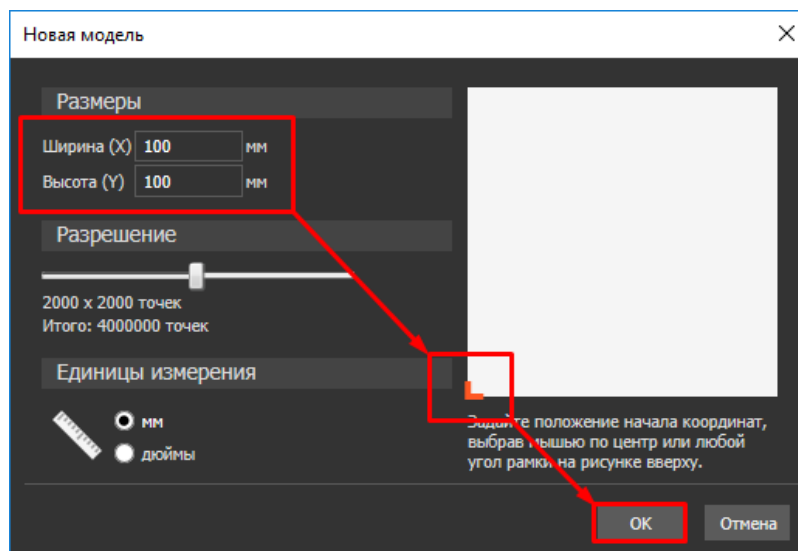 Новая модель
Размеры
Ширина (X) 100 мм
Высота (Y) 100 мм
Разрешение
2000 x 2000 точек
Итого: 4000000 точек
Единицы измерения
мм
дюймы
Задайте положение начала координат,
выбрав мышью по центр или любой
угол рамки на рисунке вверху.
OK
Отмена